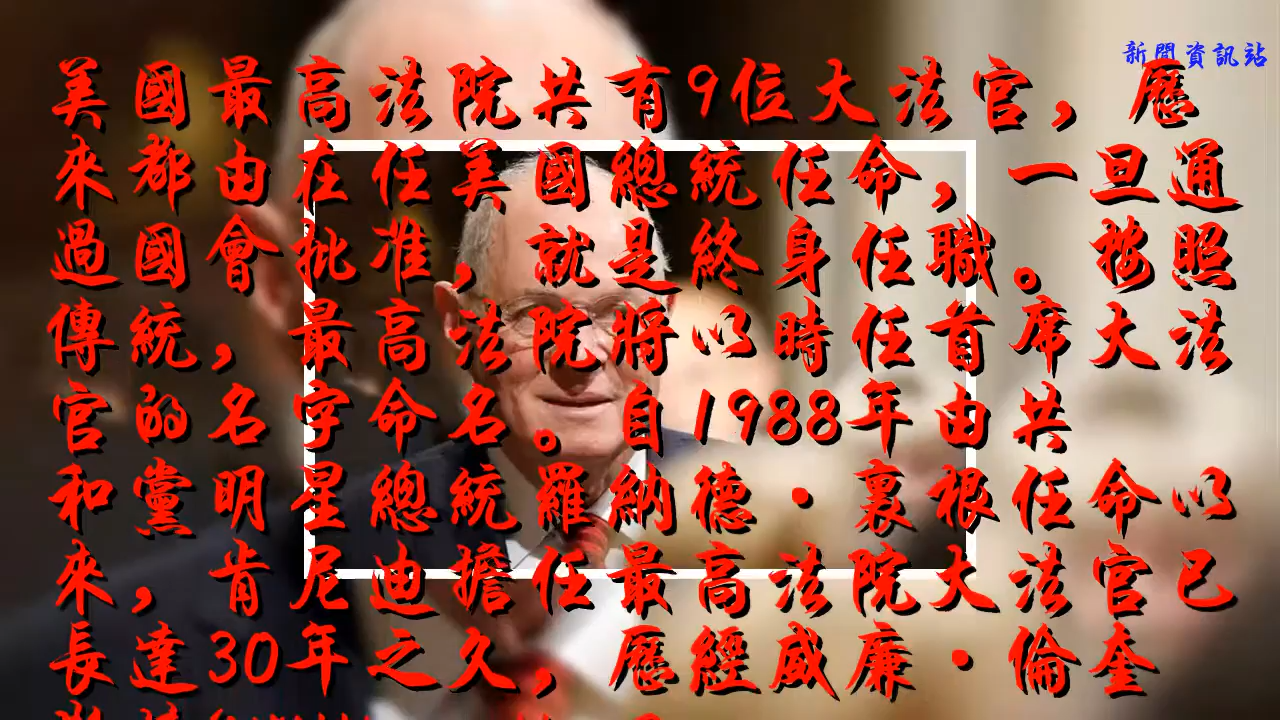 新聞資訊站
美國最高法院共有9位大法官，歷
來都由在任美國總統任命，一旦通
過國會批准，就是終身任職。按照
傳統，最高法院將以時任首席大法
官的名字命名。自1988年由共
和黨明星總統羅納德·裏根任命以
來，肯尼迪擔任最高法院大法官已
長達30年之久，歷經威廉·倫奎